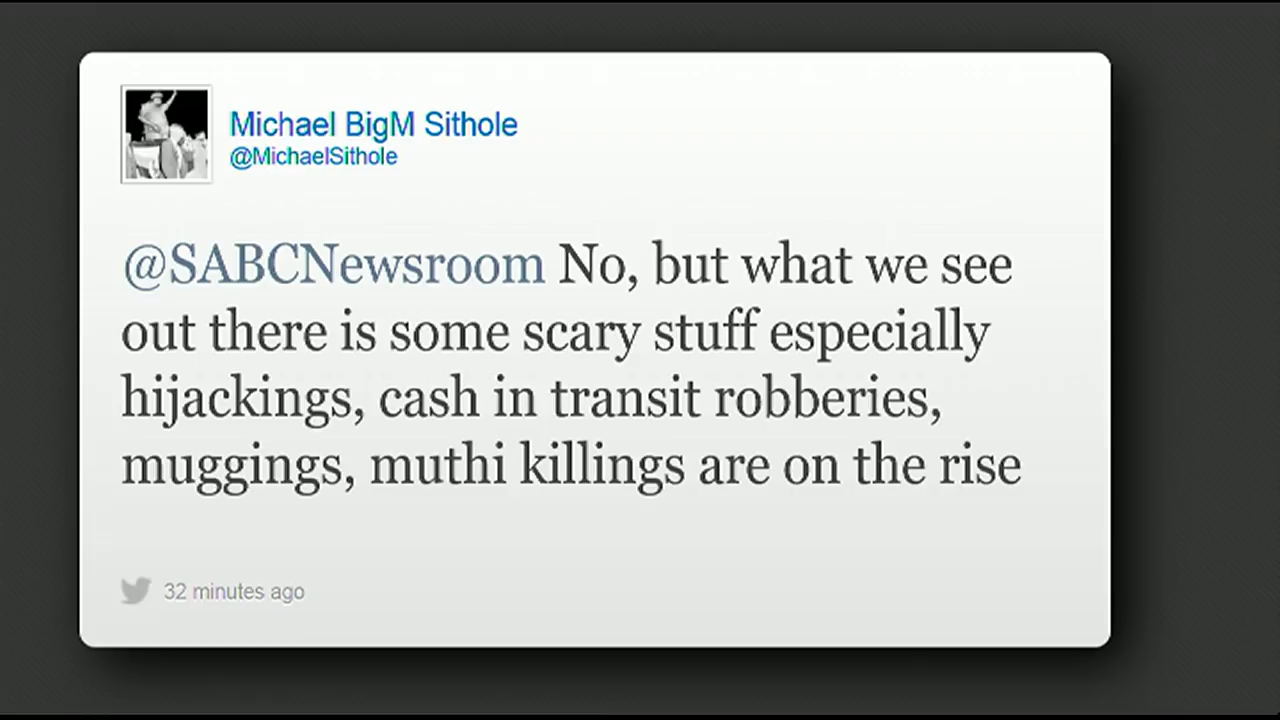 Michael BigM Sithole
@MichaelSithole
@SABCNewsroom No, but what we see
out there is some scary stuff especially
hijackings, cash in transit robberies,
muggings, muthi killings are on the rise
32 minutes ago